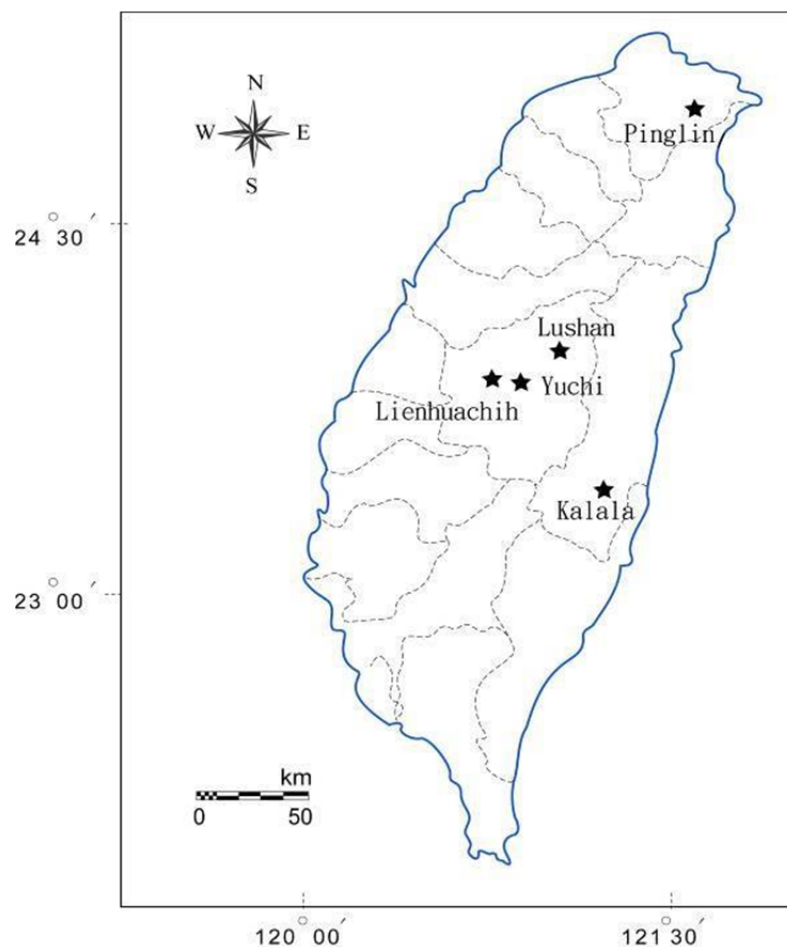 N
W E
S
Pinglin
24° 30′
Lushan
Yuchi
Lienhuachih
Kalala
23° 00′
km
0 50
120° 00′ 121° 30′